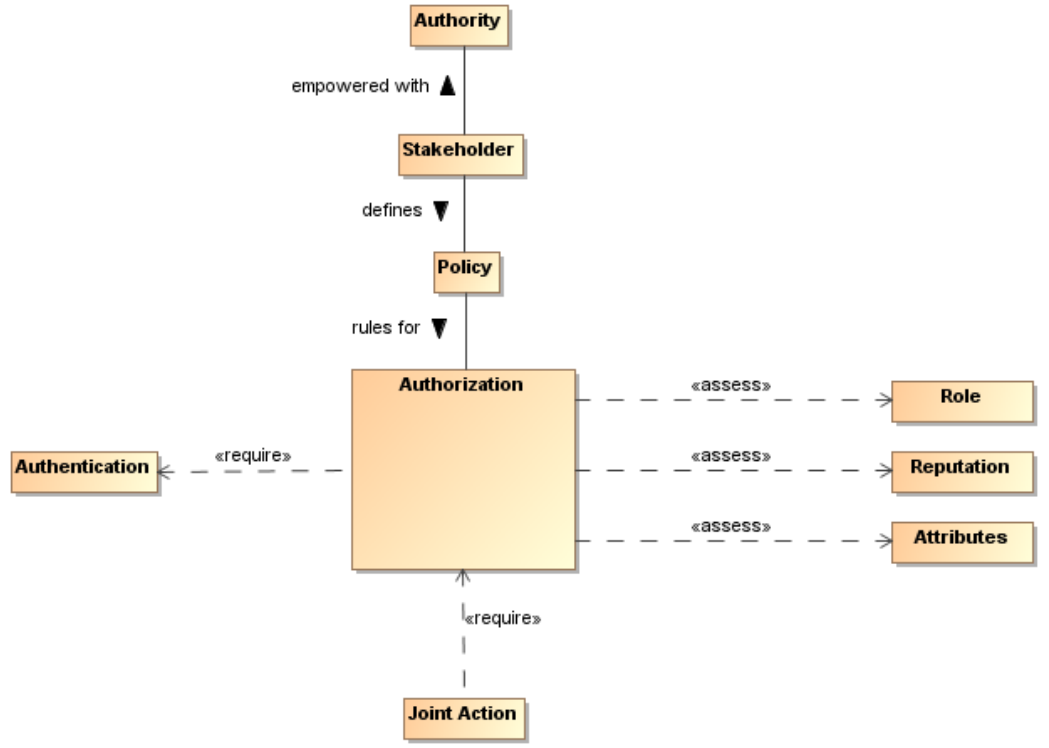 Authority
empowered with
Stakeholder
defines
Policy
rules for
Authorization
«assess»
Role
Authentication
«require»
«assess»
Reputation
«assess»
Attributes
«require»
Joint Action